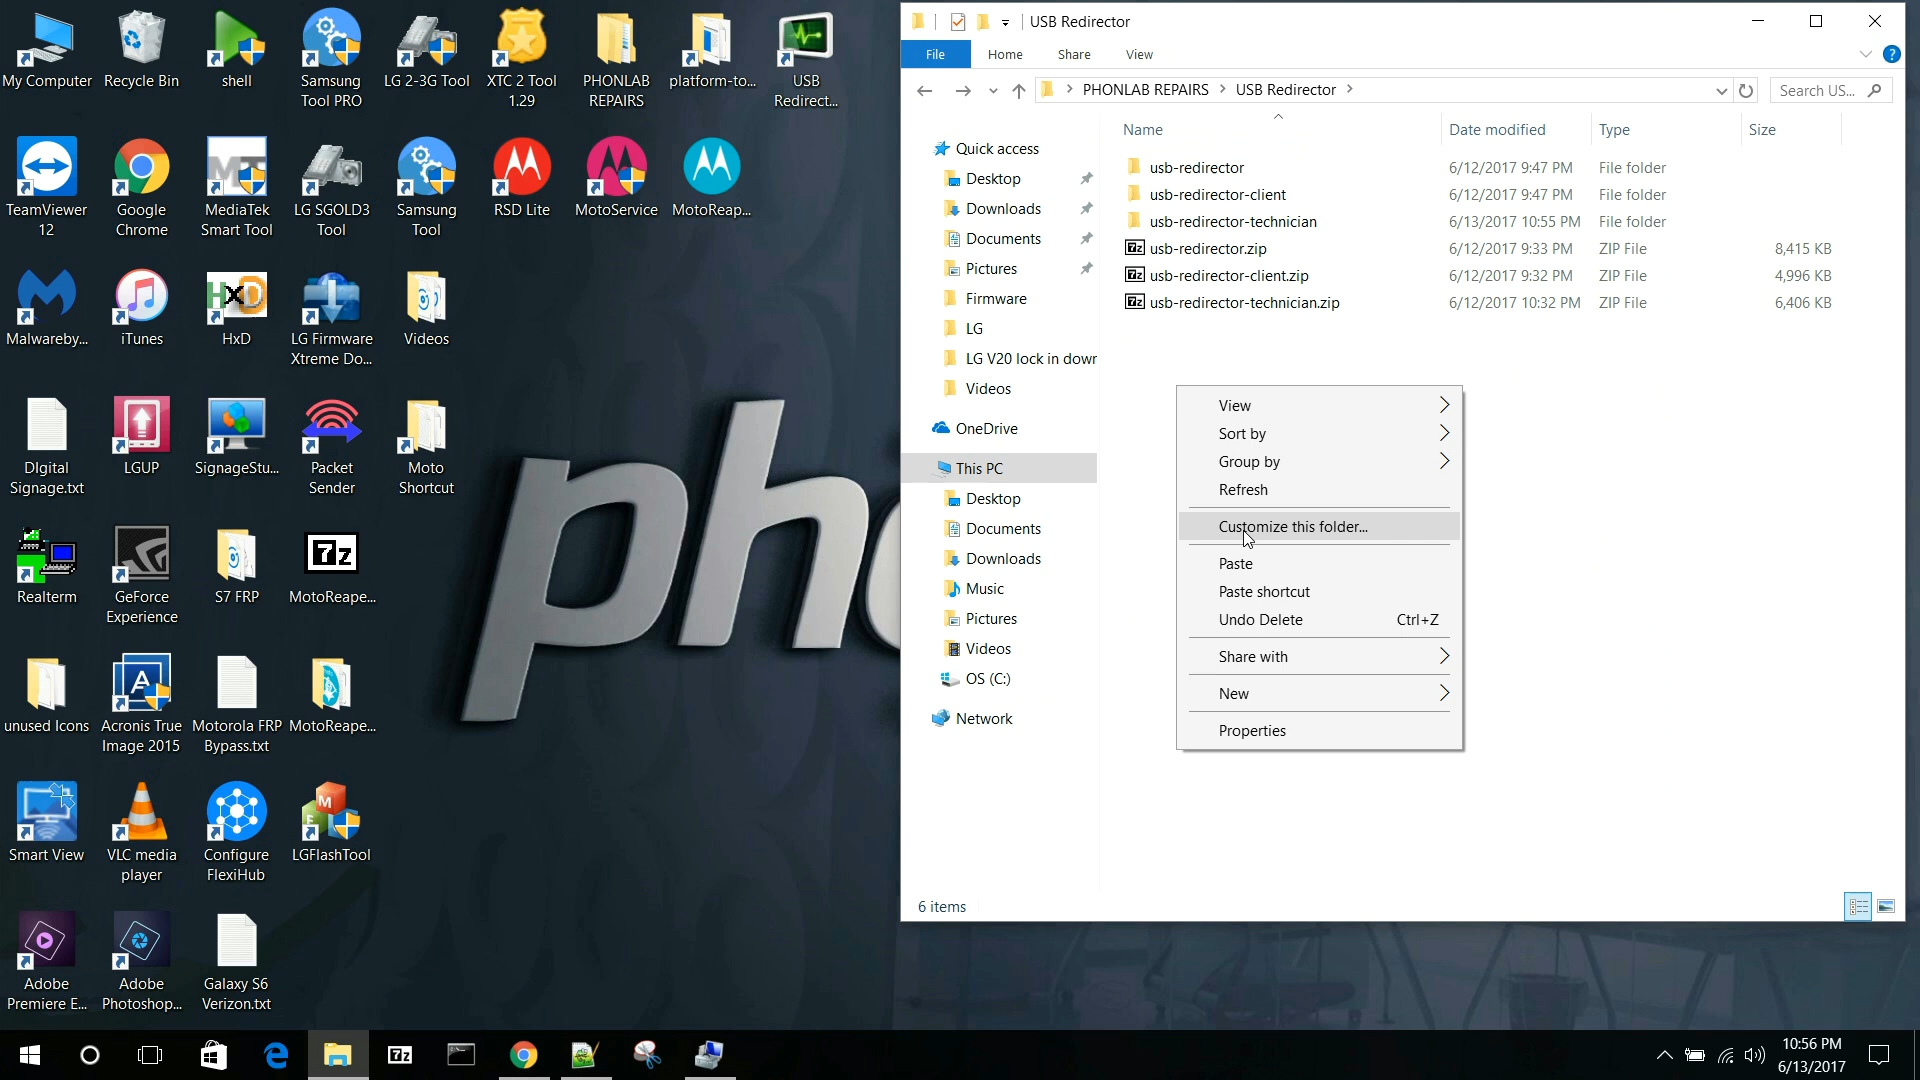 My Computer
Recycle Bin
shell
Samsung
Tool PRO
LG 2-3G Tool
XTC 2 Tool
1.29
PHONLAB
REPAIRS
platform-to...
USB
Redirect...
TeamViewer
12
Google
Chrome
MediaTek
Smart Tool
LG SGOLD3
Tool
Samsung
Tool
RSD Lite
MotoService
MotoReap...
Malwareby...
iTunes
HxD
LG Firmware
Xtreme Do...
Videos
DIgital
Signage.txt
LGUP
SignageStu...
Packet
Sender
Moto
Shortcut
Realterm
GeForce
Experience
S7 FRP
7z
MotoReape...
unused Icons
Acronis True
Image 2015
Motorola FRP
Bypass.txt
MotoReape...
Smart View
VLC media
player
Configure
FlexiHub
LGFlashTool
Adobe
Premiere E...
Adobe
Photoshop...
Galaxy S6
Verizon.txt
pho
USB Redirector
File Home Share View
PHONLAB REPAIRS USB Redirector
Search US...
Name Date modified Type Size
usb-redirector 6/12/2017 9:47 PM File folder
usb-redirector-client 6/12/2017 9:47 PM File folder
usb-redirector-technician 6/13/2017 10:55 PM File folder
usb-redirector.zip 6/12/2017 9:33 PM ZIP File 8,415 KB
usb-redirector-client.zip 6/12/2017 9:32 PM ZIP File 4,996 KB
usb-redirector-technician.zip 6/12/2017 10:32 PM ZIP File 6,406 KB
Quick access
Desktop
Downloads
Documents
Pictures
Firmware
LG
LG V20 lock in dowr
Videos
OneDrive
This PC
Desktop
Documents
Downloads
Music
Pictures
Videos
OS (C:)
Network
View
Sort by
Group by
Refresh
Customize this folder...
Paste
Paste shortcut
Undo Delete Ctrl+Z
Share with
New
Properties
6 items
7z
10:56 PM
6/13/2017